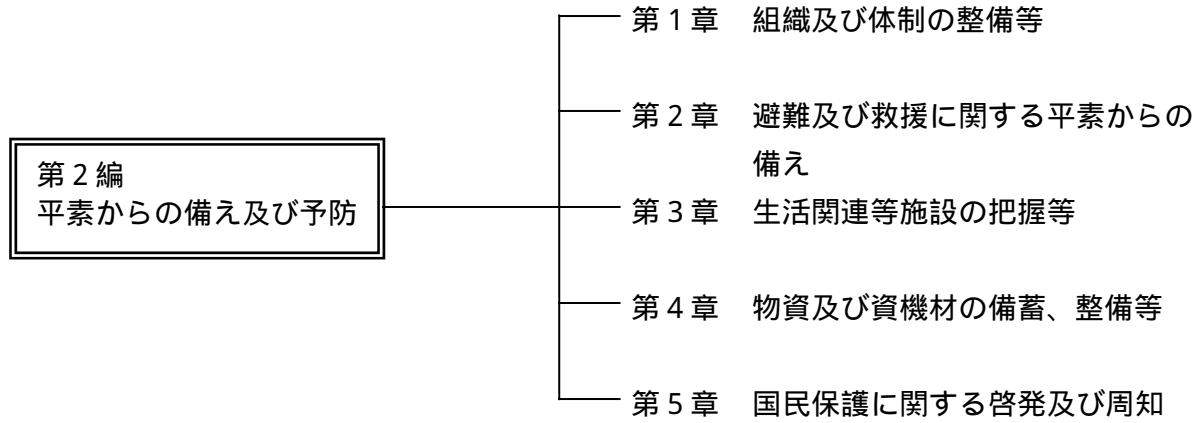 第１章　組織及び体制の整備等
第２章　避難及び救援に関する平素からの
備え
第２編
平素からの備え及び予防
第３章　生活関連等施設の把握等
第４章　物資及び資機材の備蓄、整備等
第５章　国民保護に関する啓発及び周知